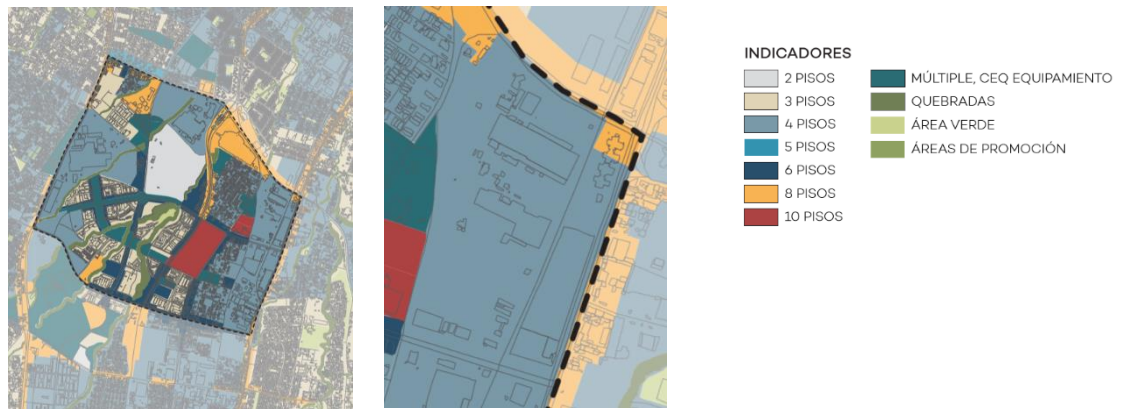 INDICADORES
2 PISOS
3 PISOS
4 PISOS
5 PISOS
6 PISOS
8 PISOS
10 PISOS
MÚLTIPLE, CEQ EQUIPAMIENTO
QUEBRADAS
ÁREA VERDE
ÁREAS DE PROMOCIÓN